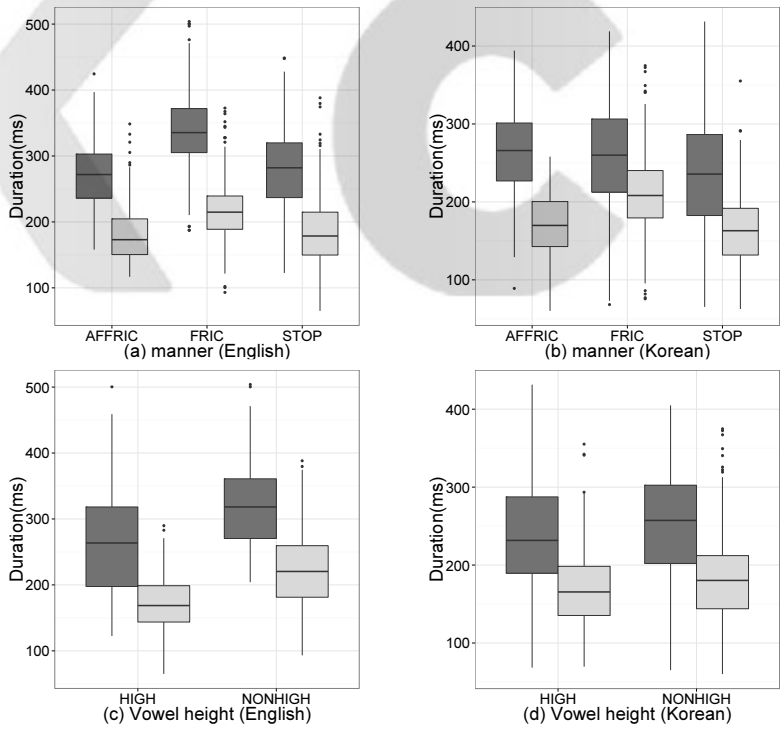 Duration(ms)
500
400
300
200
100
AFFRIC FRIC STOP
(a) manner (English)
Duration(ms)
400
300
200
100
AFFRIC FRIC STOP
(b) manner (Korean)
Duration(ms)
500
400
300
200
100
HIGH NONHIGH
(c) Vowel height (English)
Duration(ms)
400
300
200
100
HIGH NONHIGH
(d) Vowel height (Korean)